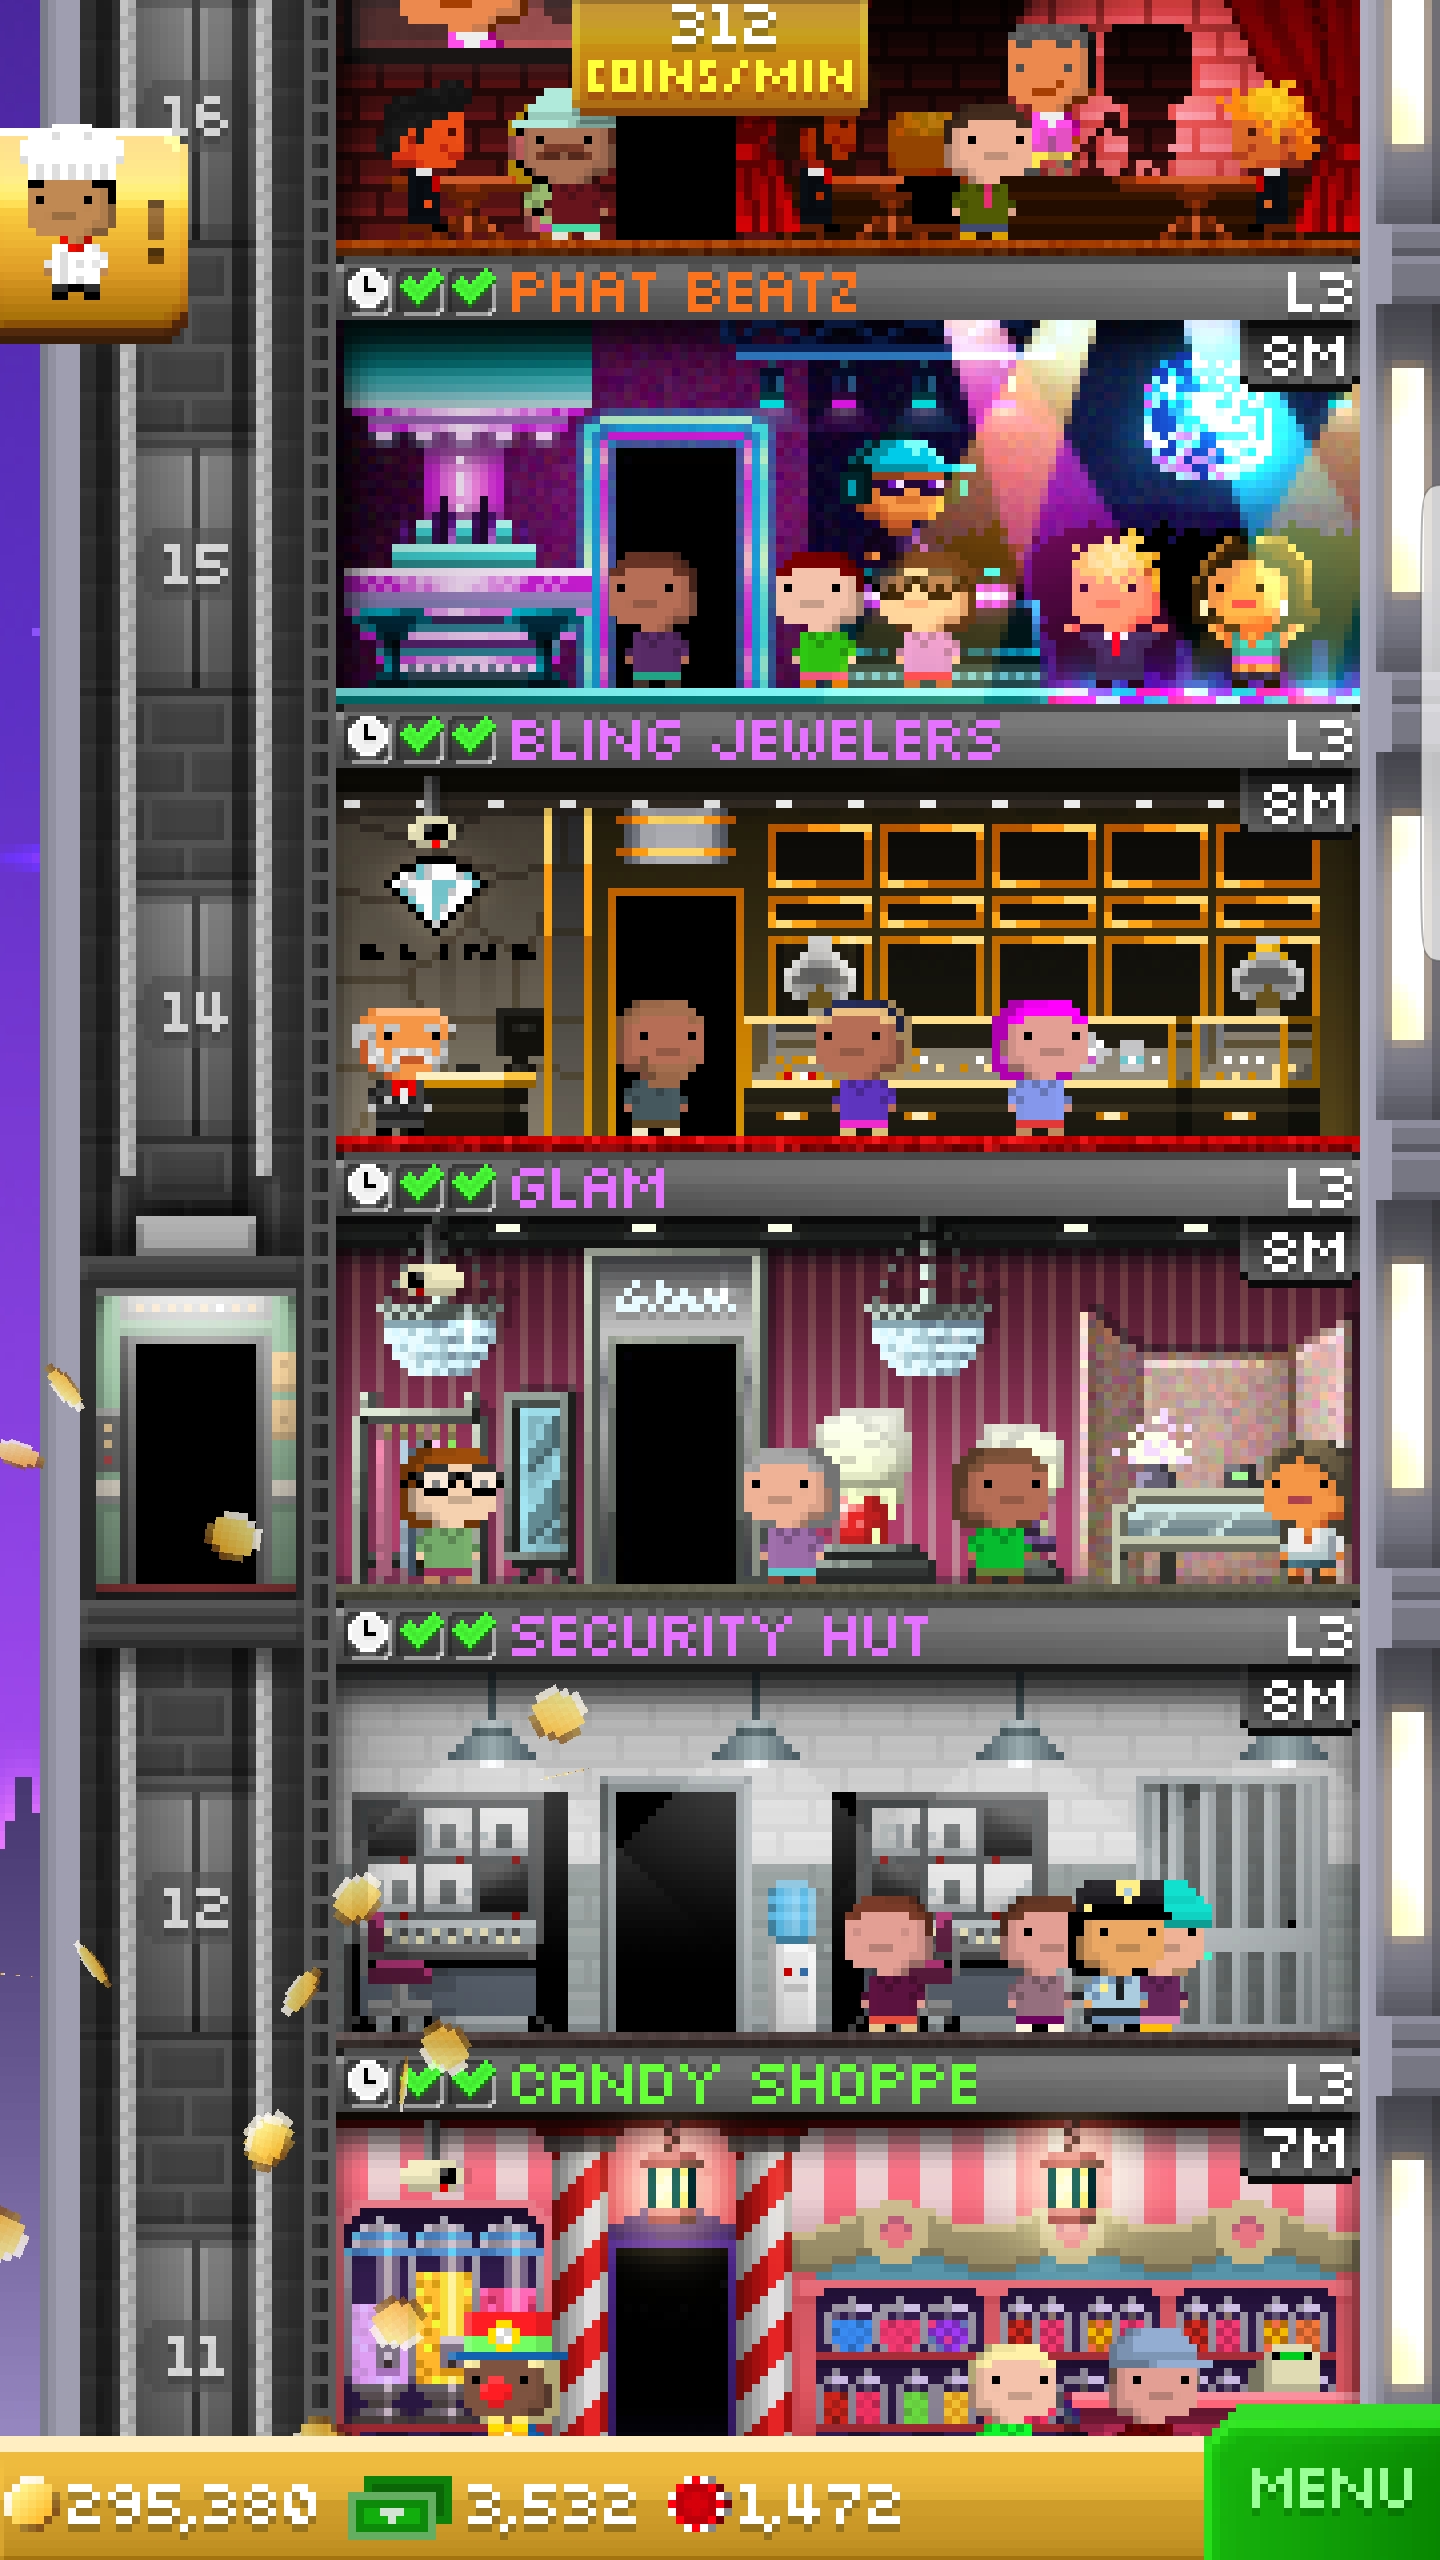 312
COINS/MIN
16
!
PHAT BEATZ L3
8M
15
BLING JEWELERS L3
8M
BLING
14
GLAM L3
8M
Glam.
SECURITY HUT L3
8M
12
CANDY SHOPPE L3
7M
11
295,380 3,532 1,472 MENU